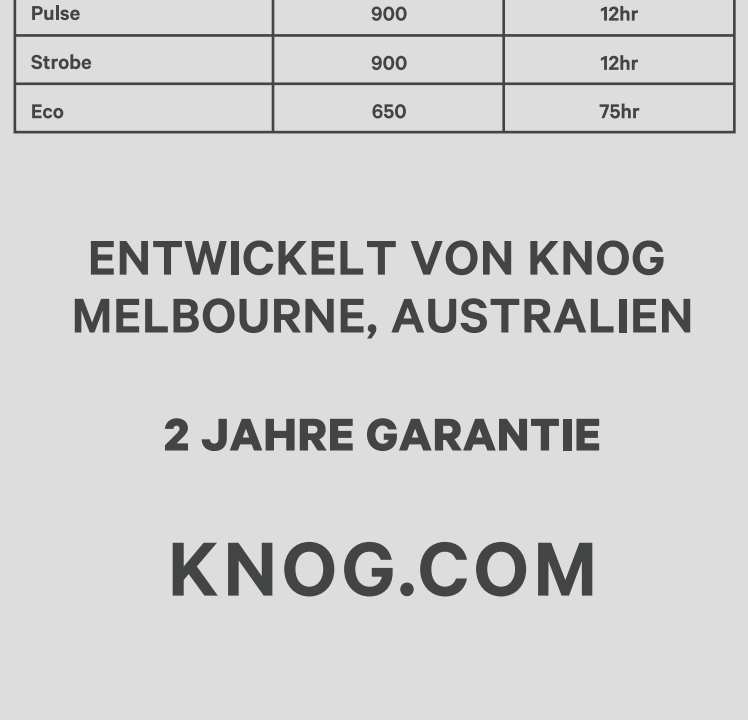 Pulse 900 12hr
Strobe 900 12hr
Eco 650 75hr
ENTWICKELT VON KNOG
MELBOURNE, AUSTRALIEN
2 JAHRE GARANTIE
KNOG.COM